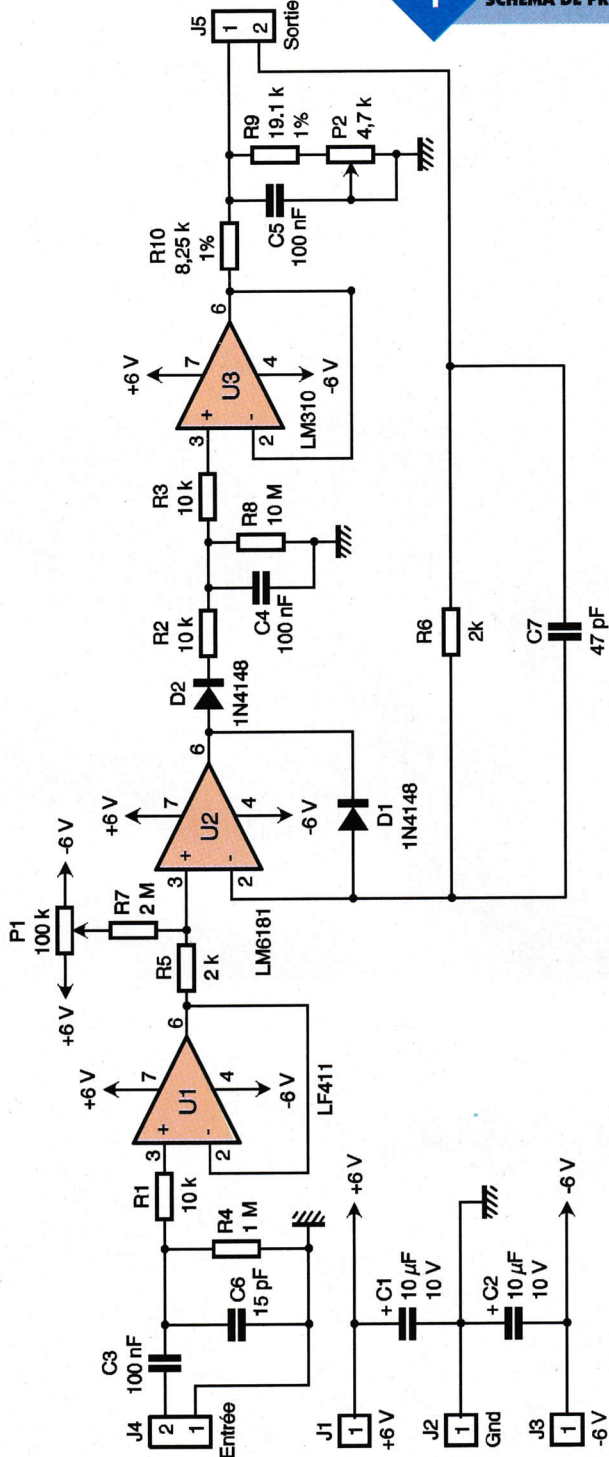 1
SCHÉMA DE PR
J5
1
2
Sortie
R9
19.1 k
1%
P2
4,7 k
C5
100 nF
R10
8,25 k
1%
+6 V
7
6
3
+
U3
-
2
4
-6 V
LM310
R3
10 k
R8
10 M
C4
100 nF
R2
10 k
D2
1N4148
+6 V
7
6
3
+
U2
-
2
4
-6 V
LM6181
D1
1N4148
R6
2k
C7
47 pF
P1
100 k
+6 V
-6 V
R7
2 M
R5
2 k
+6 V
7
6
3
+
U1
-
2
4
-6 V
LF411
R1
10 k
R4
1 M
C6
15 pF
C3
100 nF
J4
2
1
Entrée
J1
1
+6 V
+6 V
+ C1
10 µF
10 V
J2
1
Gnd
+ C2
10 µF
10 V
J3
1
-6 V
-6 V